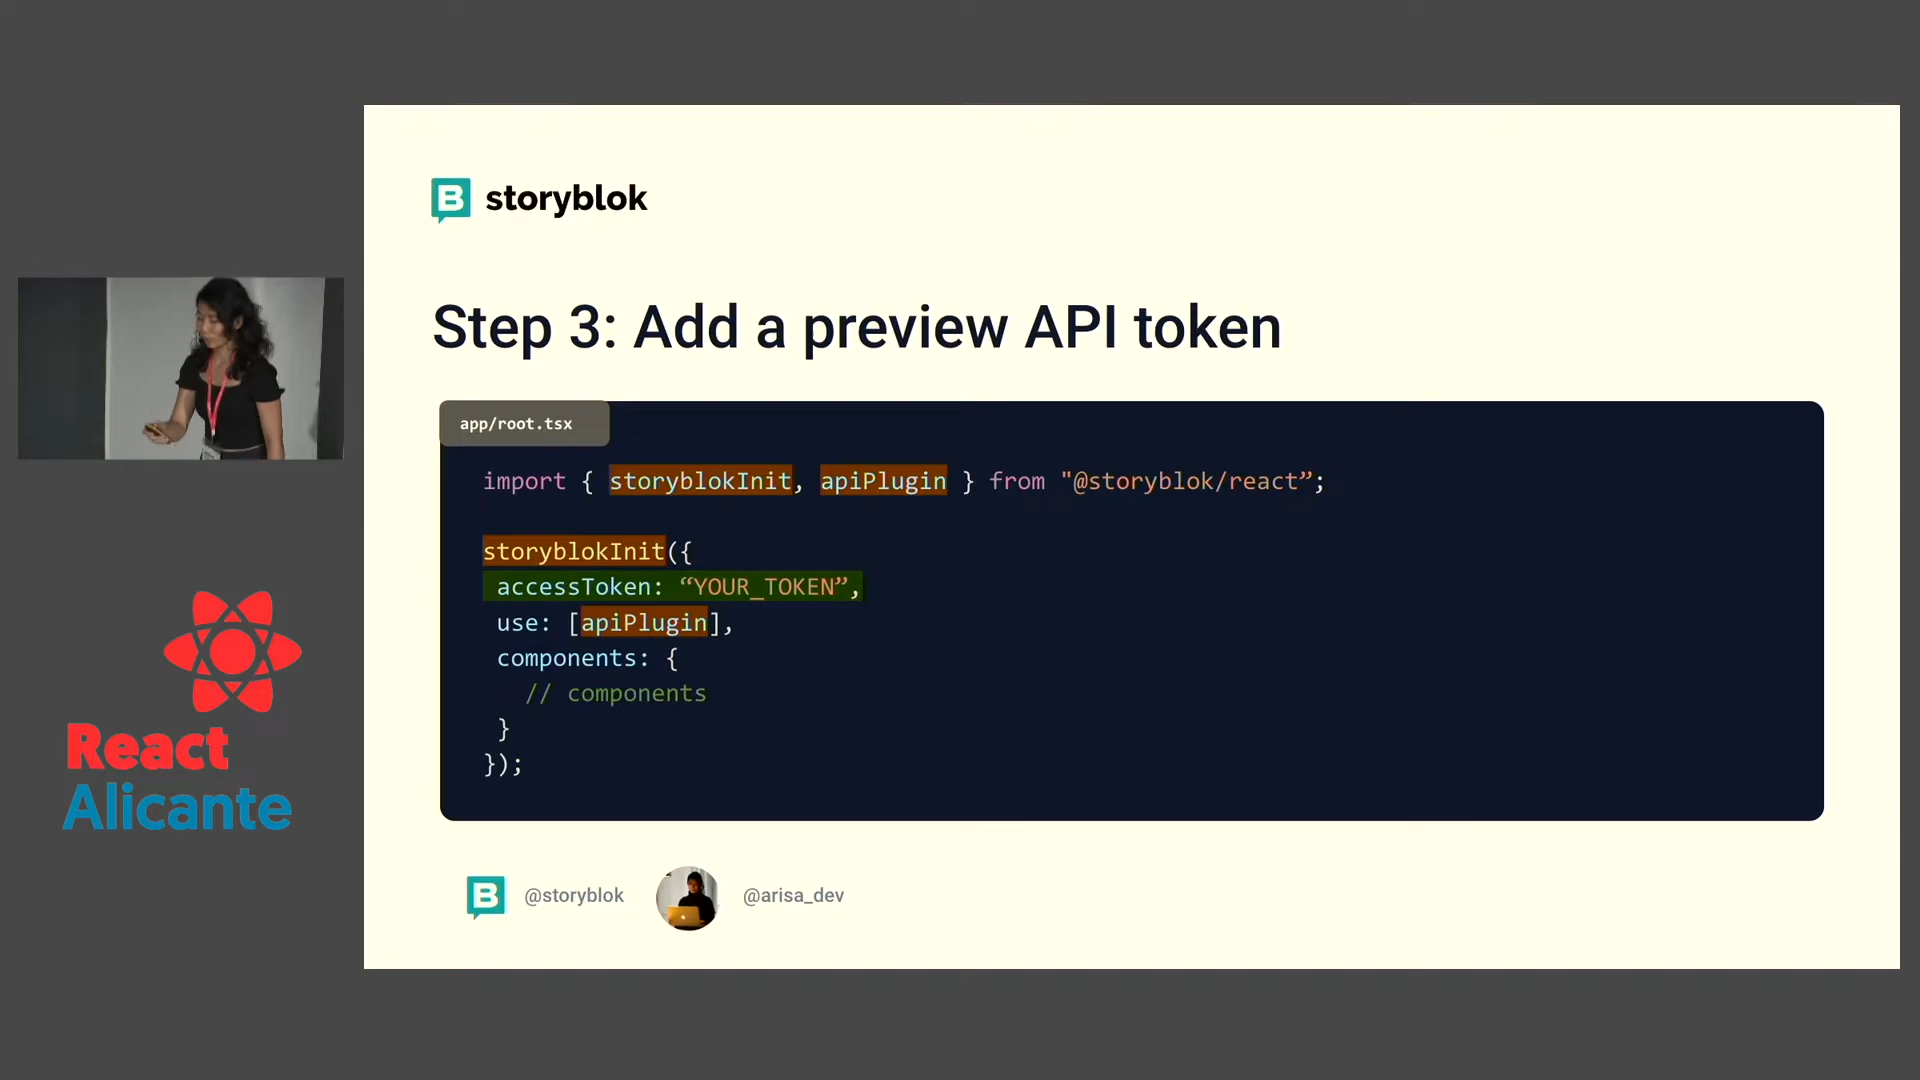 storyblok
Step 3: Add a preview API token
app/root.tsx
import { storyblokInit, apiPlugin } from "@storyblok/react”;
storyblokInit({
accessToken: “YOUR_TOKEN”,
use: [apiPlugin],
components: {
// components
}
});
@storyblok
@arisa_dev
React
Alicante